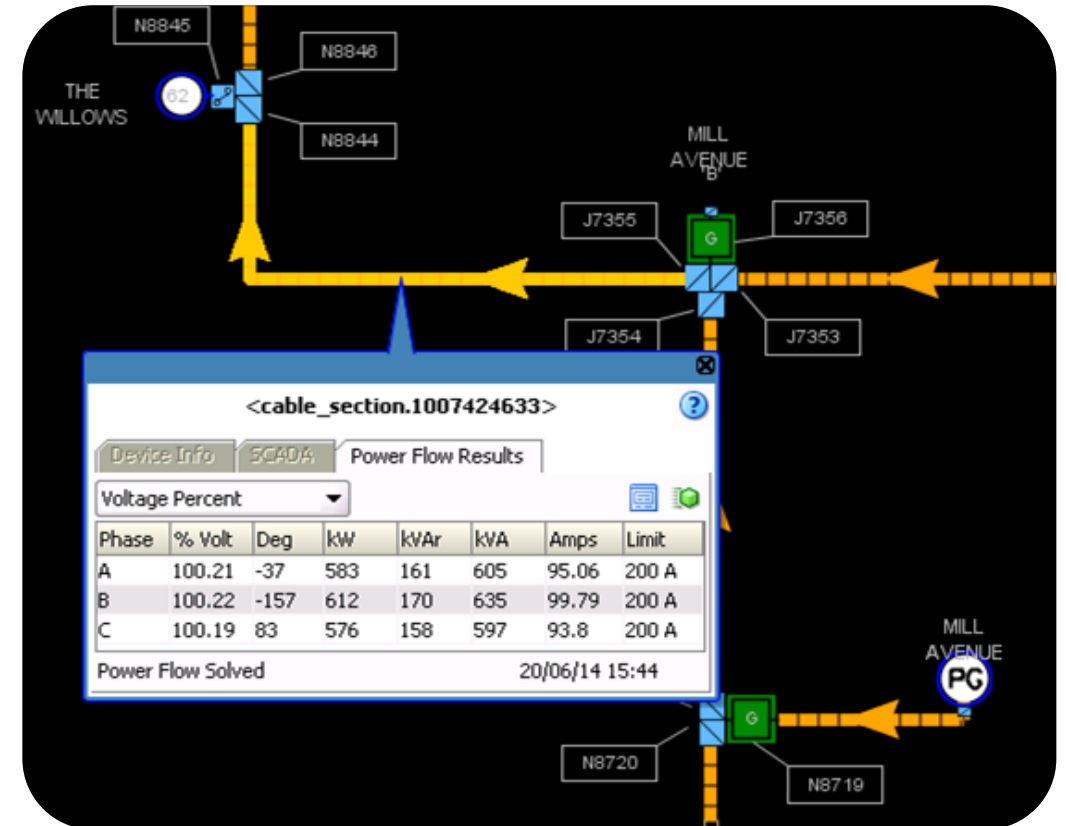 N8845
N8846
THE
WILLOWS
62
N8844
MILL
AVENUE
'B'
J7355
J7356
G
J7354
J7353
<cable_section.1007424633>
?
Device Info SCADA Power Flow Results
Voltage Percent
Phase % Volt Deg kW kVAr kVA Amps Limit
A 100.21 -37 583 161 605 95.06 200 A
B 100.22 -157 612 170 635 99.79 200 A
C 100.19 83 576 158 597 93.8 200 A
Power Flow Solved 20/06/14 15:44
MILL
AVENUE
PG
G
N8720
N8719